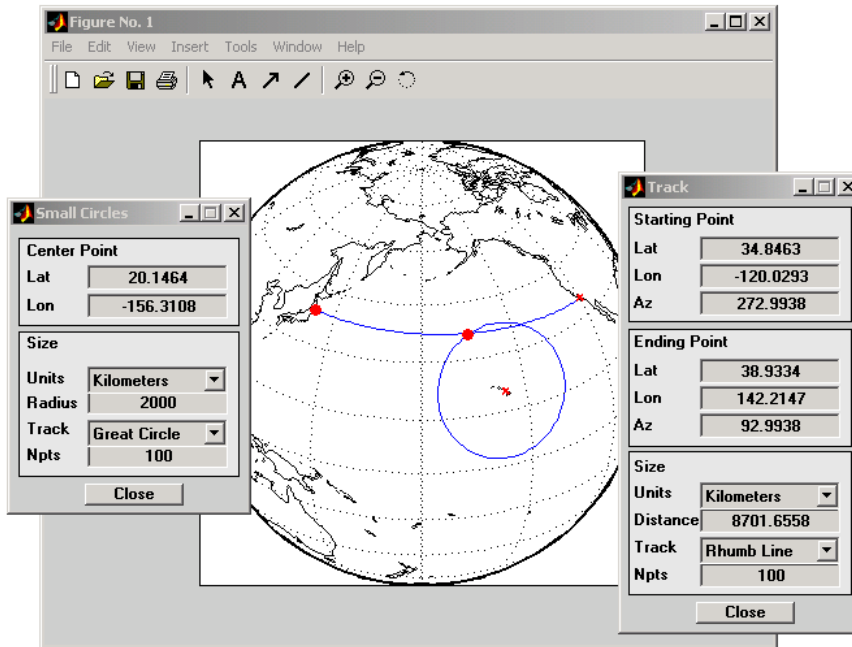 Figure No. 1
File Edit View Insert Tools Window Help
A
Small Circles
Center Point
Lat 20.1464
Lon -156.3108
Size
Units Kilometers
Radius 2000
Track Great Circle
Npts 100
Close
Track
Starting Point
Lat 34.8463
Lon -120.0293
Az 272.9938
Ending Point
Lat 38.9334
Lon 142.2147
Az 92.9938
Size
Units Kilometers
Distance 8701.6558
Track Rhumb Line
Npts 100
Close